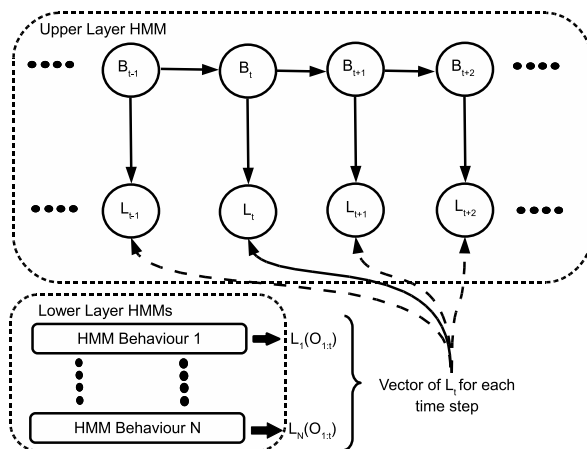 Upper Layer HMM
B_{t-1} B_t B_{t+1} B_{t+2}
L_{t-1} L_t L_{t+1} L_{t+2}
Lower Layer HMMs
HMM Behaviour 1
L_1(O_{1:t})
Vector of L_t for each
time step
HMM Behaviour N
L_N(O_{1:t})